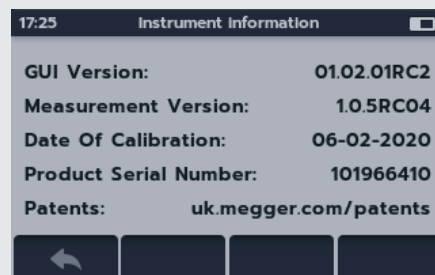 17:25 Instrument Information
GUI Version: 01.02.01RC2
Measurement Version: 1.0.5RC04
Date Of Calibration: 06-02-2020
Product Serial Number: 101966410
Patents: uk.megger.com/patents